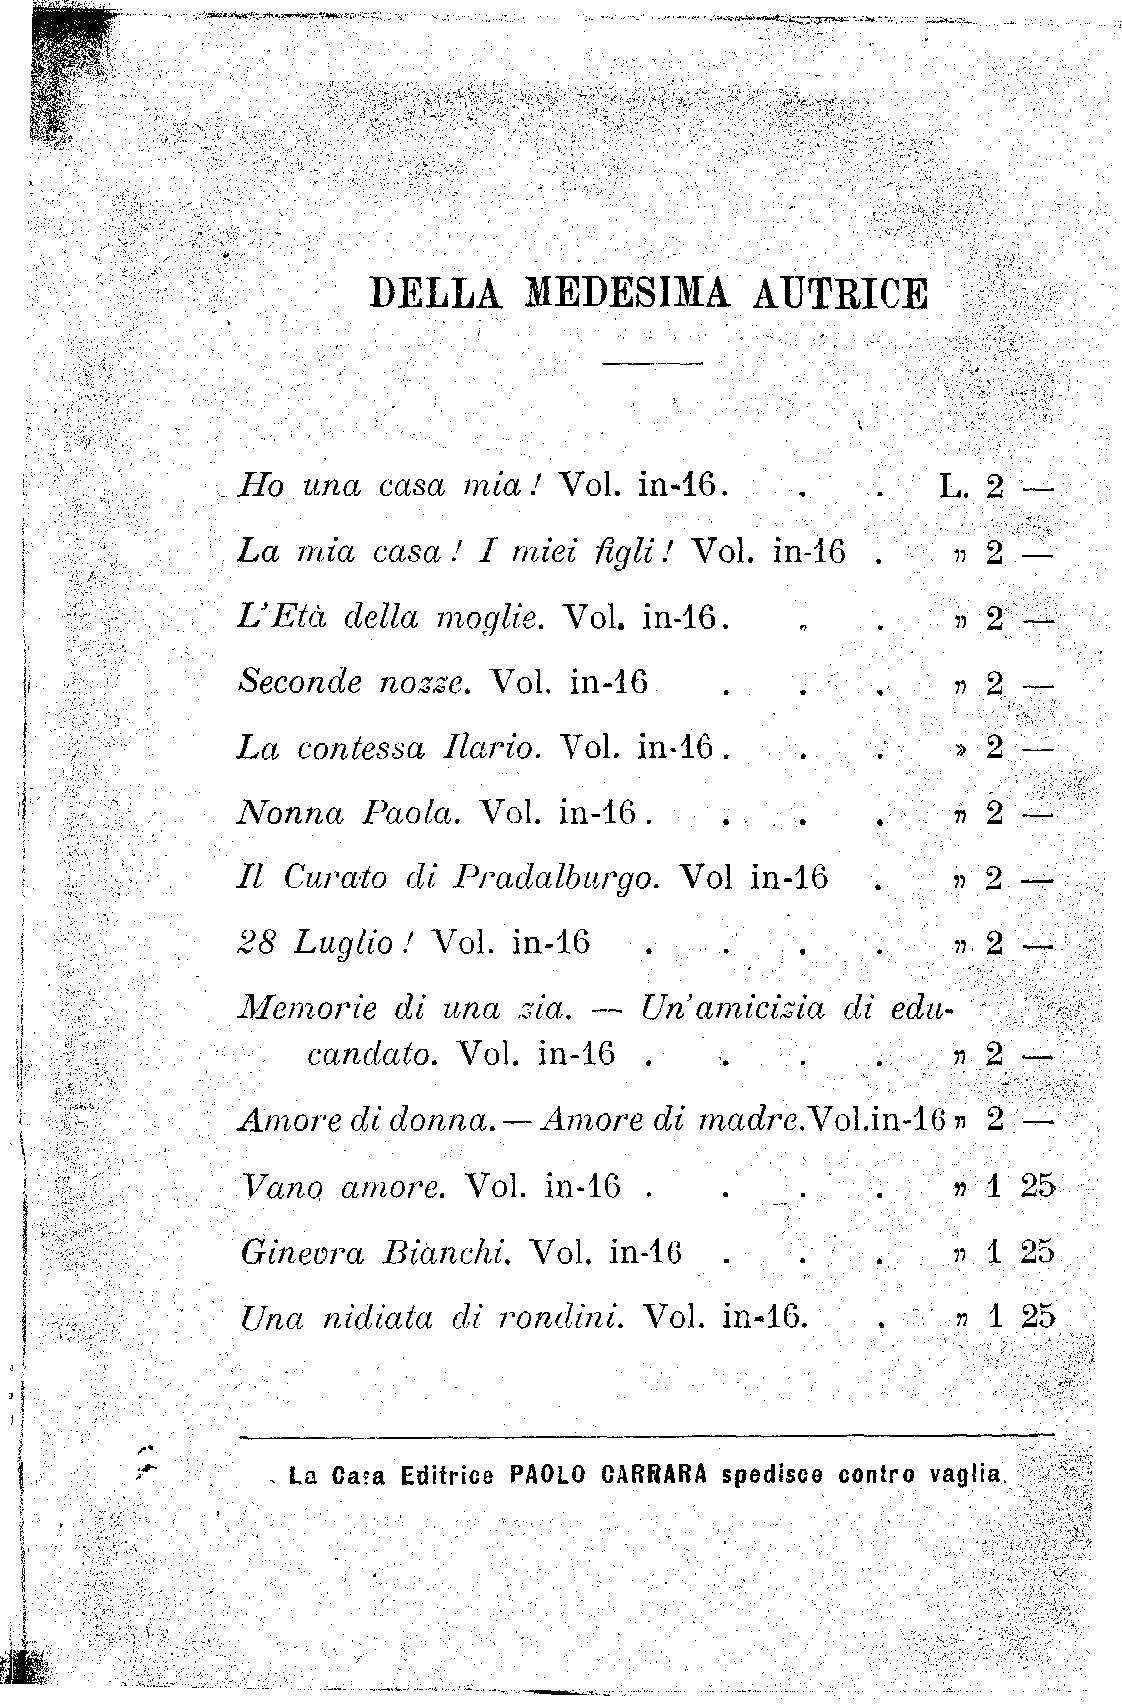 DELLA MEDESIMA AUTRICE
Ho una casa mia! Vol. in-16. . . L. 2 —
La mia casa! I miei figli! Vol. in-16 . „ 2 —
L'Età della moglie. Vol. in-16. . . „ 2 —
Seconde nozze. Vol. in-16 . . . „ 2 —
La contessa Ilario. Vol. in-16. . . » 2 —
Nonna Paola. Vol. in-16. . . . „ 2 —
Il Curato di Pradalburgo. Vol in-16 . „ 2 —
28 Luglio! Vol. in-16 . . . . „ 2 —
Memorie di una zia. — Un'amicizia di edu-
candato. Vol. in-16 . . . . „ 2 —
Amore di donna. — Amore di madre. Vol. in-16 „ 2 —
Vano amore. Vol. in-16 . . . . „ 1 25
Ginevra Bianchi. Vol. in-16 . . . „ 1 25
Una nidiata di rondini. Vol. in-16. . „ 1 25
La Casa Editrice PAOLO CARRARA spedisce contro vaglia.